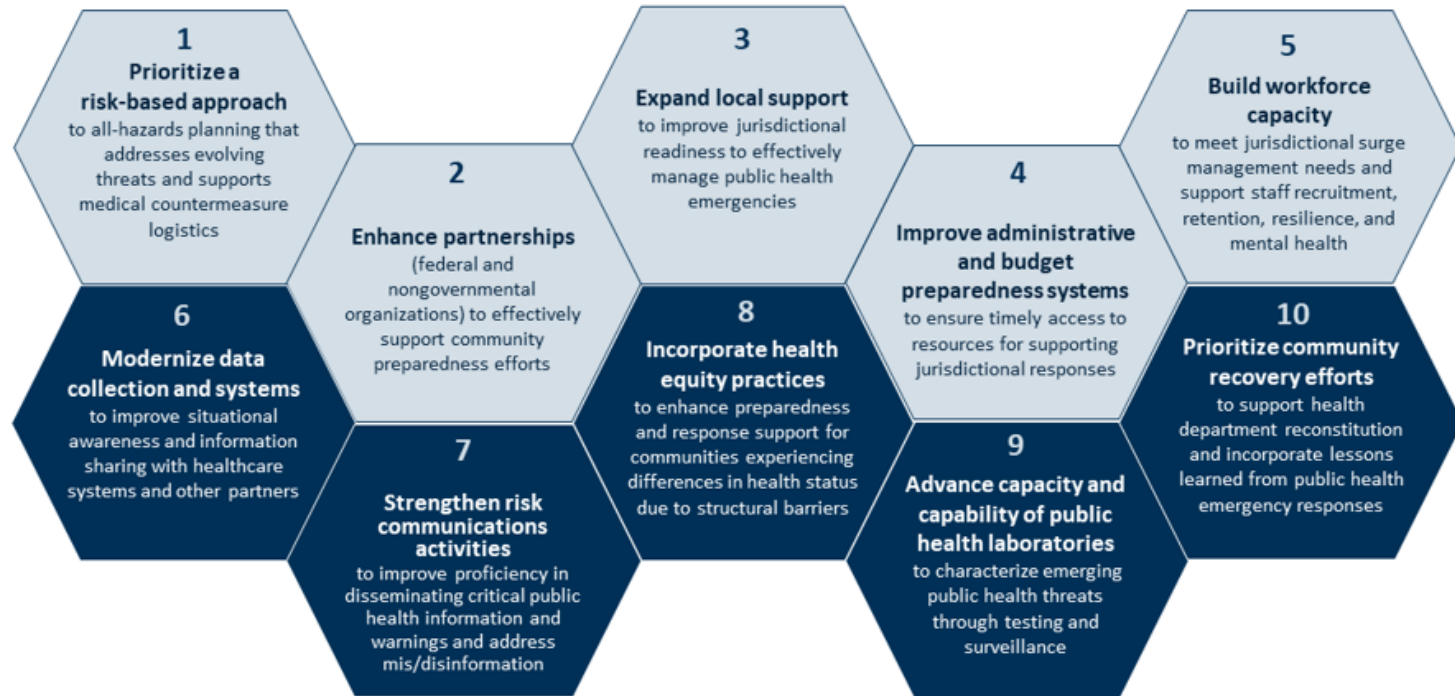 1
Prioritize a
risk-based approach
to all-hazards planning that
addresses evolving
threats and supports
medical countermeasure
logistics
2
Enhance partnerships
(federal and
nongovernmental
organizations) to effectively
support community
preparedness efforts
3
Expand local support
to improve jurisdictional
readiness to effectively
manage public health
emergencies
4
Improve administrative
and budget
preparedness systems
to ensure timely access to
resources for supporting
jurisdictional responses
5
Build workforce
capacity
to meet jurisdictional surge
management needs and
support staff recruitment,
retention, resilience, and
mental health
6
Modernize data
collection and systems
to improve situational
awareness and information
sharing with healthcare
systems and other partners
7
Strengthen risk
communications
activities
to improve proficiency in
disseminating critical public
health information and
warnings and address
mis/disinformation
8
Incorporate health
equity practices
to enhance preparedness
and response support for
communities experiencing
differences in health status
due to structural barriers
9
Advance capacity and
capability of public
health laboratories
to characterize emerging
public health threats
through testing and
surveillance
10
Prioritize community
recovery efforts
to support health
department reconstitution
and incorporate lessons
learned from public health
emergency responses